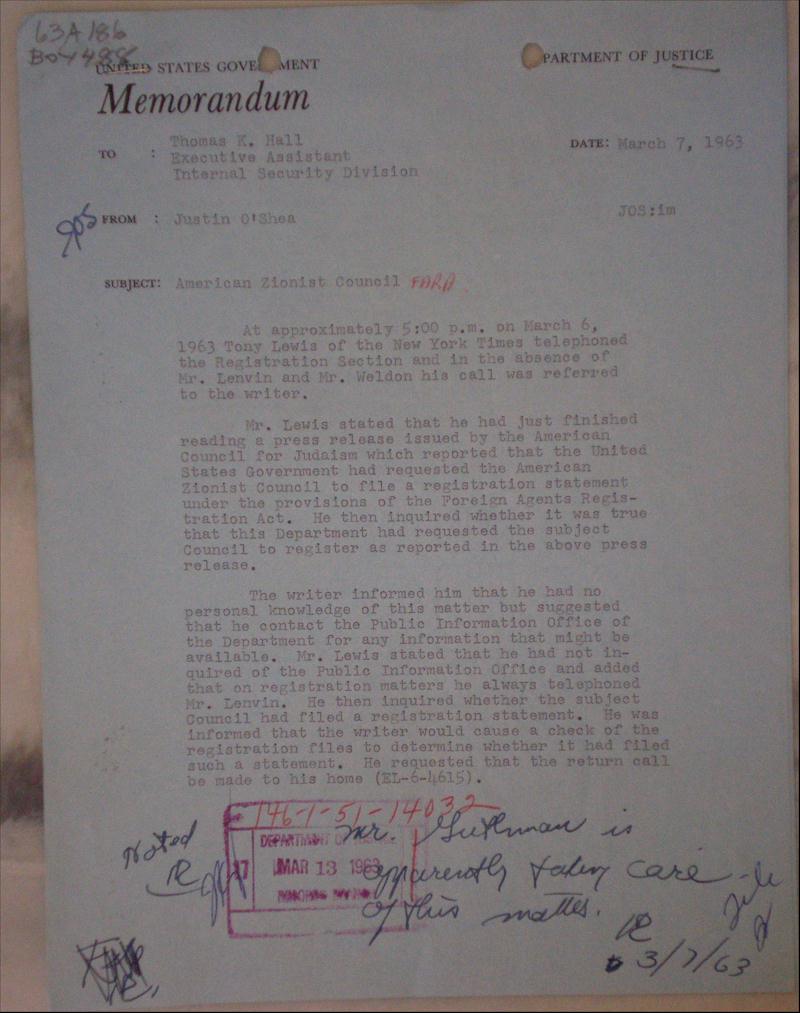 63A186
BOX 488
UNITED STATES GOVE MENT
PARTMENT OF JUSTICE
Memorandum
TO : Thomas K. Hall
Executive Assistant
Internal Security Division
DATE: March 7, 1963
FROM : Justin O'Shea
JOS:im
SUBJECT: American Zionist Council FARA
At approximately 5:00 p.m. on March 6,
1963 Tony Lewis of the New York Times telephoned
the Registration Section and in the absence of
Mr. Lenvin and Mr. Weldon his call was referred
to the writer.
Mr. Lewis stated that he had just finished
reading a press release issued by the American
Council for Judaism which reported that the United
States Government had requested the American
Zionist Council to file a registration statement
under the provisions of the Foreign Agents Regis-
tration Act. He then inquired whether it was true
that this Department had requested the subject
Council to register as reported in the above press
release.
The writer informed him that he had no
personal knowledge of this matter but suggested
that he contact the Public Information Office of
the Department for any information that might be
available. Mr. Lewis stated that he had not in-
quired of the Public Information Office and added
that on registration matters he always telephoned
Mr. Lenvin. He then inquired whether the subject
Council had filed a registration statement. He was
informed that the writer would cause a check of the
registration files to determine whether it had filed
such a statement. He requested that the return call
be made to his home (EL-6-4615).
146-1-51-14032
DEPARTMENT OF
17 MAR 13 1963
Noted
Mr. Guthman is
apparently taking care
of this matter.
3/7/63